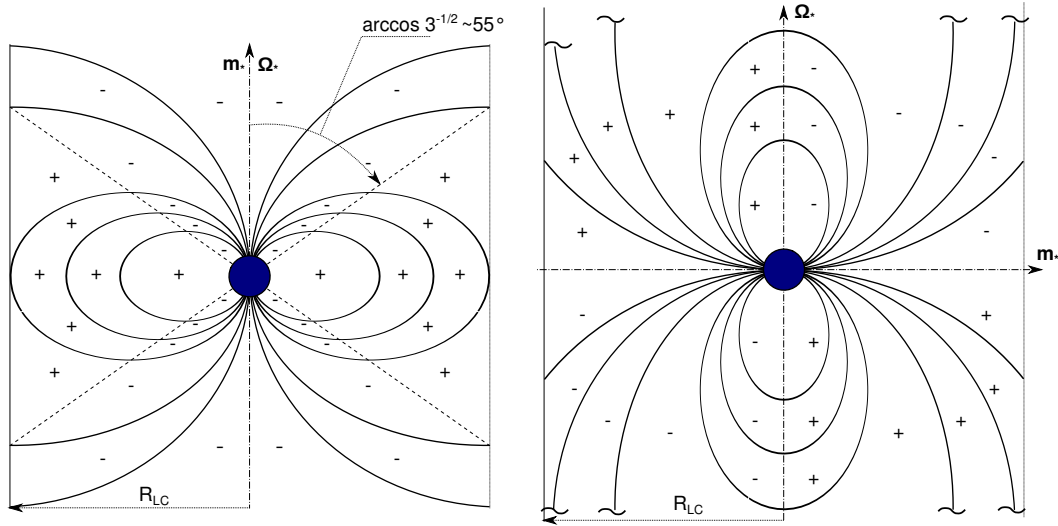 arccos 3^-1/2 ~55°
m* Ω*
R_LC
Ω*
m*
R_LC